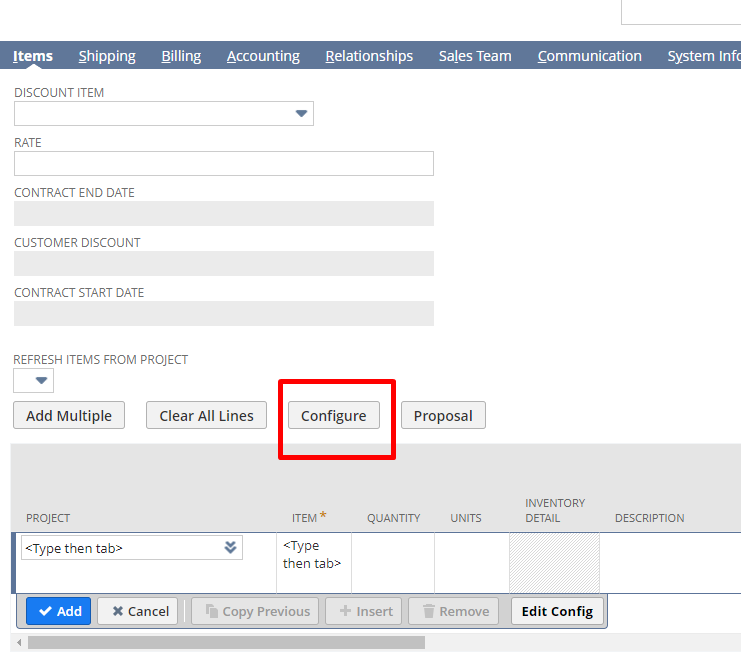 Items Shipping Billing Accounting Relationships Sales Team Communication System Info
DISCOUNT ITEM
RATE
CONTRACT END DATE
CUSTOMER DISCOUNT
CONTRACT START DATE
REFRESH ITEMS FROM PROJECT
Add Multiple Clear All Lines Configure Proposal
PROJECT ITEM * QUANTITY UNITS INVENTORY DETAIL DESCRIPTION
<Type then tab> <Type then tab>
Add Cancel Copy Previous Insert Remove Edit Config